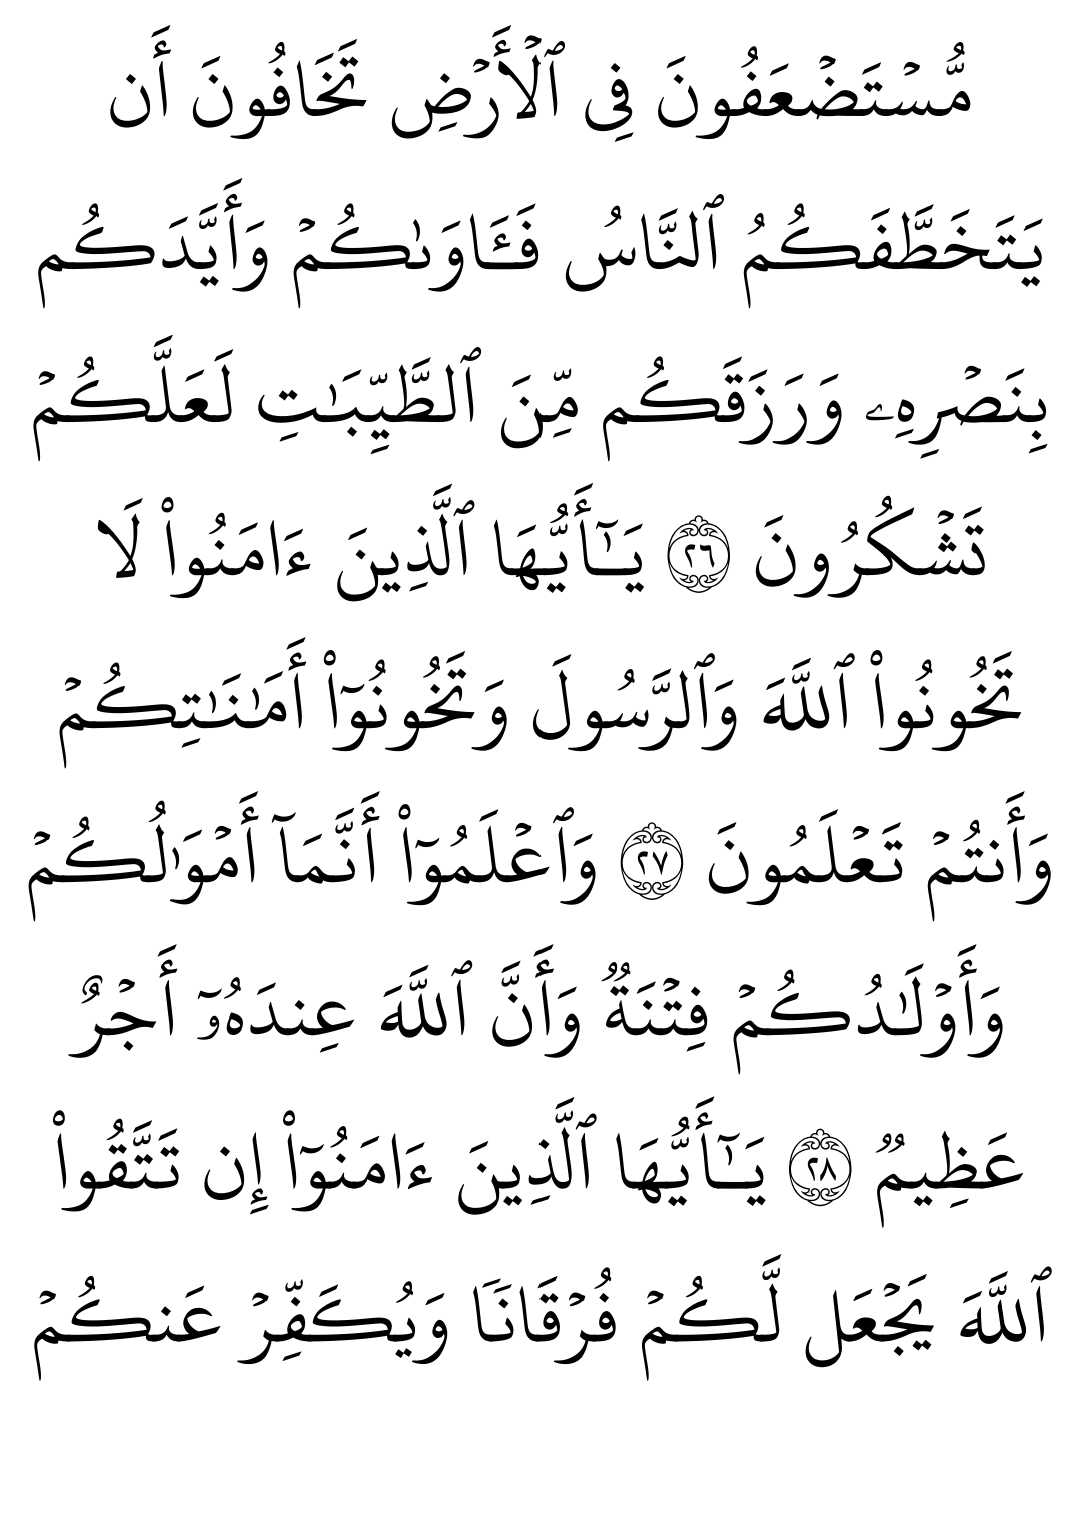 مُّسۡتَضۡعَفُونَ فِي ٱلۡأَرۡضِ تَخَافُونَ أَن
يَتَخَطَّفَكُمُ ٱلنَّاسُ فَـَٔاوَىٰكُمۡ وَأَيَّدَكُم
بِنَصۡرِهِۦ وَرَزَقَكُم مِّنَ ٱلطَّيِّبَٰتِ لَعَلَّكُمۡ
تَشۡكُرُونَ ٢٦ يَٰٓأَيُّهَا ٱلَّذِينَ ءَامَنُواْ لَا
تَخُونُواْ ٱللَّهَ وَٱلرَّسُولَ وَتَخُونُوٓاْ أَمَٰنَٰتِكُمۡ
وَأَنتُمۡ تَعۡلَمُونَ ٢٧ وَٱعۡلَمُوٓاْ أَنَّمَآ أَمۡوَٰلُكُمۡ
وَأَوۡلَٰدُكُمۡ فِتۡنَةٞ وَأَنَّ ٱللَّهَ عِندَهُۥٓ أَجۡرٌ
عَظِيمٞ ٢٨ يَٰٓأَيُّهَا ٱلَّذِينَ ءَامَنُوٓاْ إِن تَتَّقُواْ
ٱللَّهَ يَجۡعَل لَّكُمۡ فُرۡقَانٗا وَيُكَفِّرۡ عَنكُمۡ